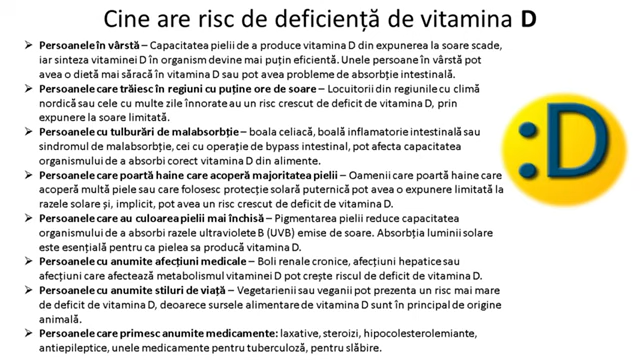 Cine are risc de deficiență de vitamina D
➢ Persoanele în vârstă – Capacitatea pielii de a produce vitamina D din expunerea la soare scade,
iar sinteza vitaminei D în organism devine mai puțin eficientă. Unele persoane în vârstă pot
avea o dietă mai săracă în vitamina D sau pot avea probleme de absorbție intestinală.
➢ Persoanele care trăiesc în regiuni cu puține ore de soare – Locuitorii din regiunile cu climă
nordică sau cele cu multe zile înnorate au un risc crescut de deficit de vitamina D, prin
expunere la soare limitată.
➢ Persoanele cu tulburări de malabsorbție – boala celiacă, boală inflamatorie intestinală sau
sindromul de malabsorbție, cei cu operație de bypass intestinal, pot afecta capacitatea
organismului de a absorbi corect vitamina D din alimente.
➢ Persoanele care poartă haine care acoperă majoritatea pielii – Oamenii care poartă haine care
acoperă multă piele sau care folosesc protecție solară puternică pot avea o expunere limitată la
razele solare și, implicit, pot avea un risc crescut de deficit de vitamina D.
➢ Persoanele care au culoarea pielii mai închisă – Pigmentarea pielii reduce capacitatea
organismului de a absorbi razele ultraviolete B (UVB) emise de soare. Absorbția luminii solare
este esențială pentru ca pielea sa producă vitamina D.
➢ Persoanele cu anumite afecțiuni medicale – Boli renale cronice, afecțiuni hepatice sau
afecțiuni care afectează metabolismul vitaminei D pot crește riscul de deficit de vitamina D.
➢ Persoanele cu anumite stiluri de viață – Vegetarienii sau veganii pot prezenta un risc mai mare
de deficit de vitamina D, deoarece sursele alimentare de vitamina D sunt în principal de origine
animală.
➢ Persoanele care primesc anumite medicamente: laxative, steroizi, hipocolesterolemiante,
antiepileptice, unele medicamente pentru tuberculoză, pentru slăbire.
:D